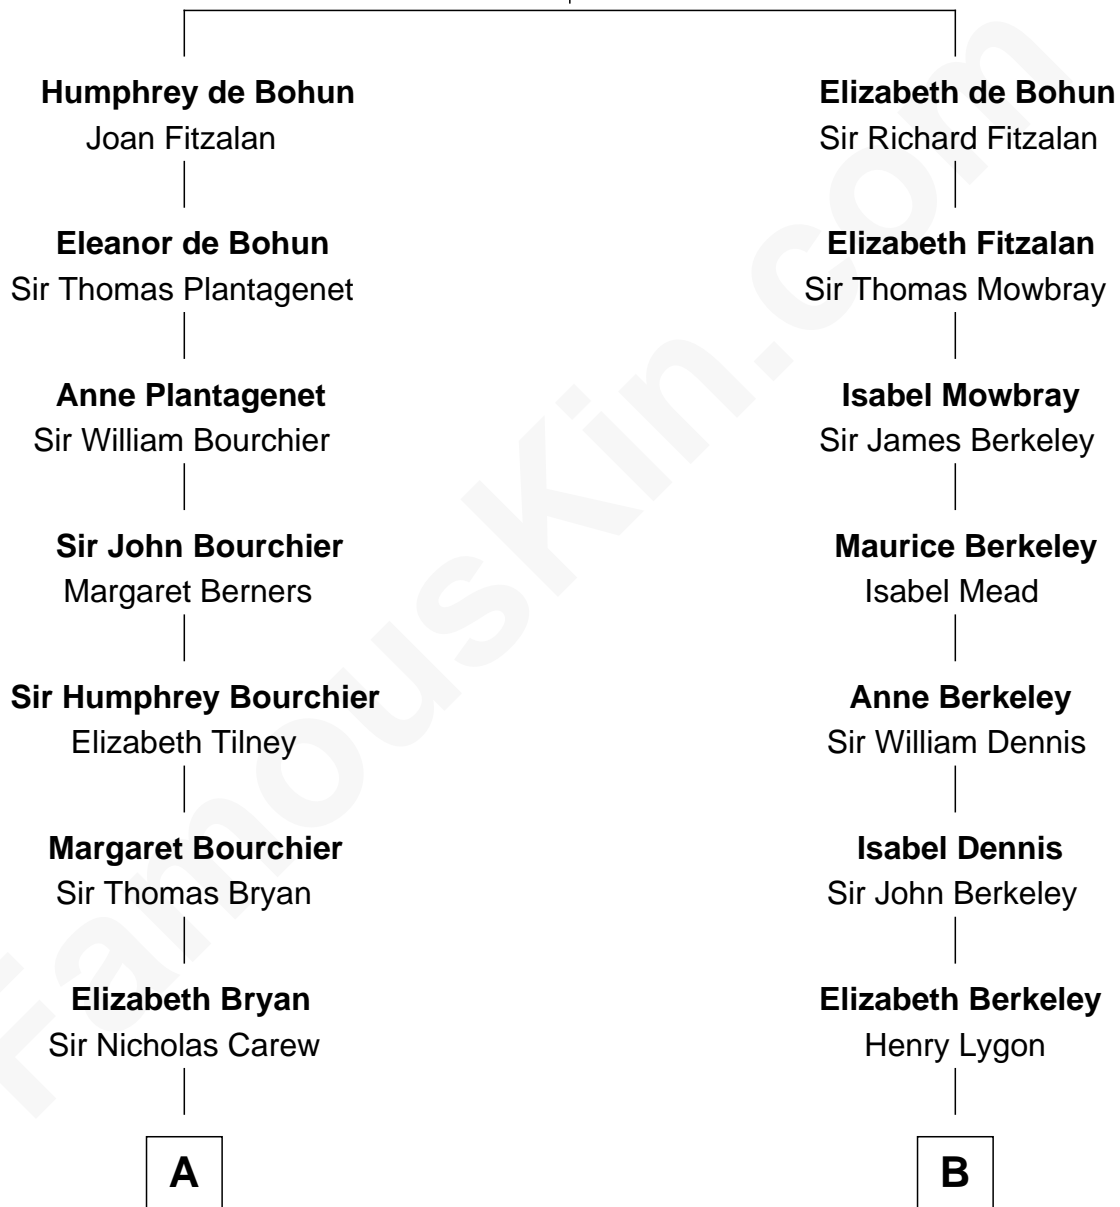 Humphrey de Bohun
Joan Fitzalan
Eleanor de Bohun
Sir Thomas Plantagenet
Anne Plantagenet
Sir William Bourchier
Sir John Bourchier
Margaret Berners
Sir Humphrey Bourchier
Elizabeth Tilney
Margaret Bourchier
Sir Thomas Bryan
Elizabeth Bryan
Sir Nicholas Carew
A
Elizabeth de Bohun
Sir Richard Fitzalan
Elizabeth Fitzalan
Sir Thomas Mowbray
Isabel Mowbray
Sir James Berkeley
Maurice Berkeley
Isabel Mead
Anne Berkeley
Sir William Dennis
Isabel Dennis
Sir John Berkeley
Elizabeth Berkeley
Henry Lygon
B
FamousKin.com